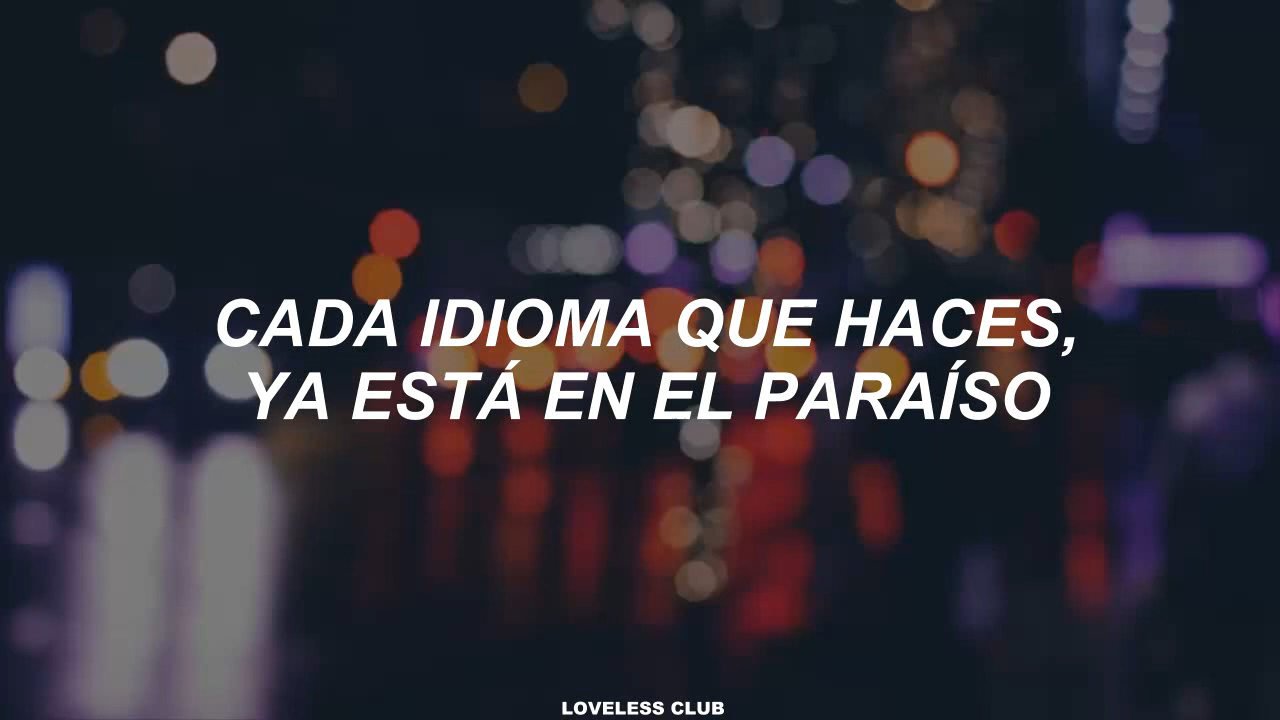 CADA IDIOMA QUE HACES,
YA ESTÁ EN EL PARAÍSO
LOVELESS CLUB